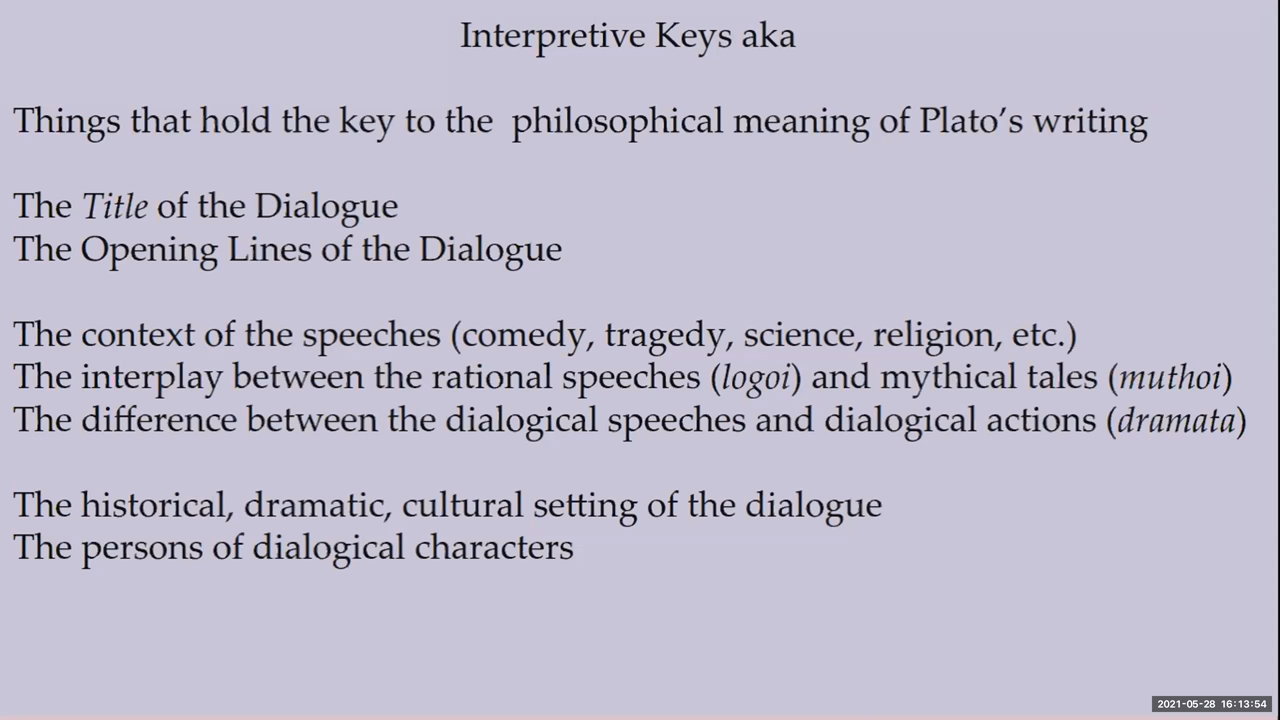 Interpretive Keys aka
Things that hold the key to the  philosophical meaning of Plato’s writing
The Title of the Dialogue
The Opening Lines of the Dialogue
The context of the speeches (comedy, tragedy, science, religion, etc.)
The interplay between the rational speeches (logoi) and mythical tales (muthoi)
The difference between the dialogical speeches and dialogical actions (dramata)
The historical, dramatic, cultural setting of the dialogue
The persons of dialogical characters
2021-05-28 16:13:54